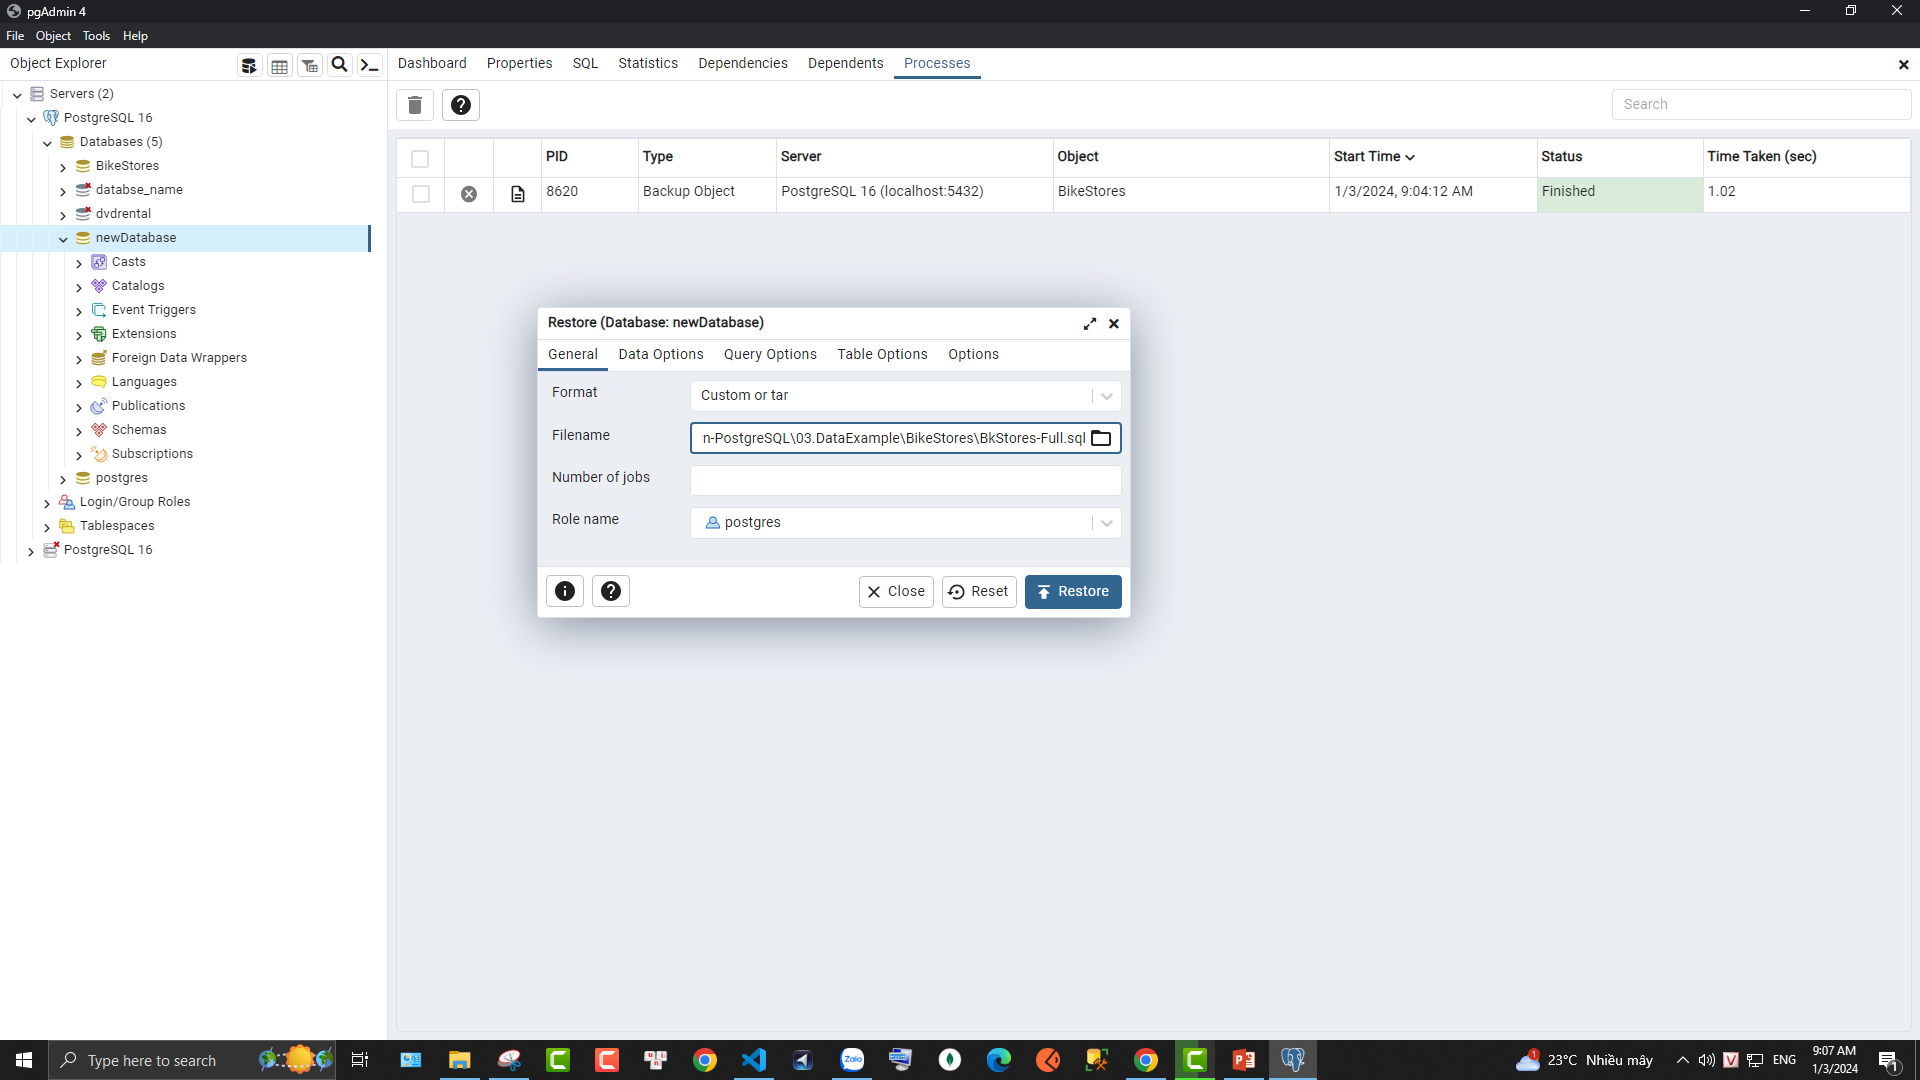 pgAdmin 4
File Object Tools Help
Object Explorer
Dashboard Properties SQL Statistics Dependencies Dependents Processes
Servers (2)
PostgreSQL 16
Databases (5)
BikeStores
databse_name
dvdrental
newDatabase
Casts
Catalogs
Event Triggers
Extensions
Foreign Data Wrappers
Languages
Publications
Schemas
Subscriptions
postgres
Login/Group Roles
Tablespaces
PostgreSQL 16
Search
PID Type Server Object Start Time Status Time Taken (sec)
8620 Backup Object PostgreSQL 16 (localhost:5432) BikeStores 1/3/2024, 9:04:12 AM Finished 1.02
Restore (Database: newDatabase)
General Data Options Query Options Table Options Options
Format Custom or tar
Filename n-PostgreSQL\03.DataExample\BikeStores\BkStores-Full.sql
Number of jobs
Role name postgres
Close Reset Restore
Type here to search
Zalo
1 23°C Nhiều mây
V
ENG
9:07 AM
1/3/2024
1